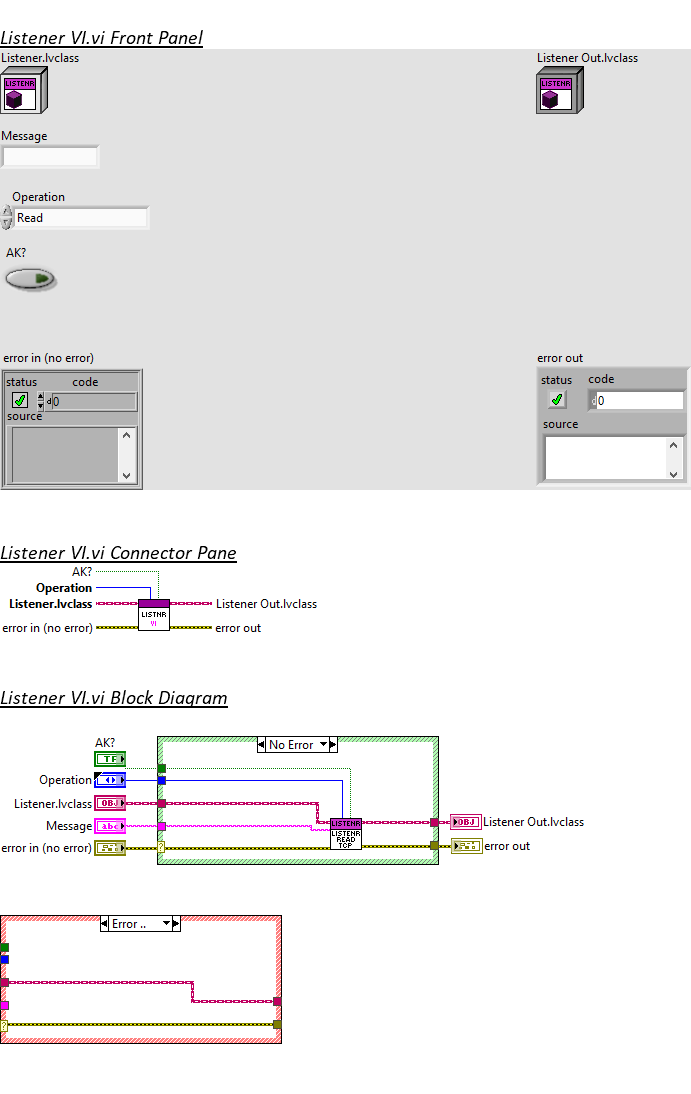 Listener VI.vi Front Panel
Listener.lvclass
Listener Out.lvclass
LISTENR
LISTENR
Message
Operation
Read
AK?
error in (no error)
error out
status code
status code
d0
d0
source
source
Listener VI.vi Connector Pane
AK?
Operation
Listener.lvclass
Listener Out.lvclass
LISTNR
VI
error in (no error)
error out
Listener VI.vi Block Diagram
AK?
TF
No Error
Operation
Listener.lvclass
OBJ
Message
abc
error in (no error)
?
LISTENR
LISTENR
READ
TCP
OBJ
Listener Out.lvclass
error out
Error ..
?